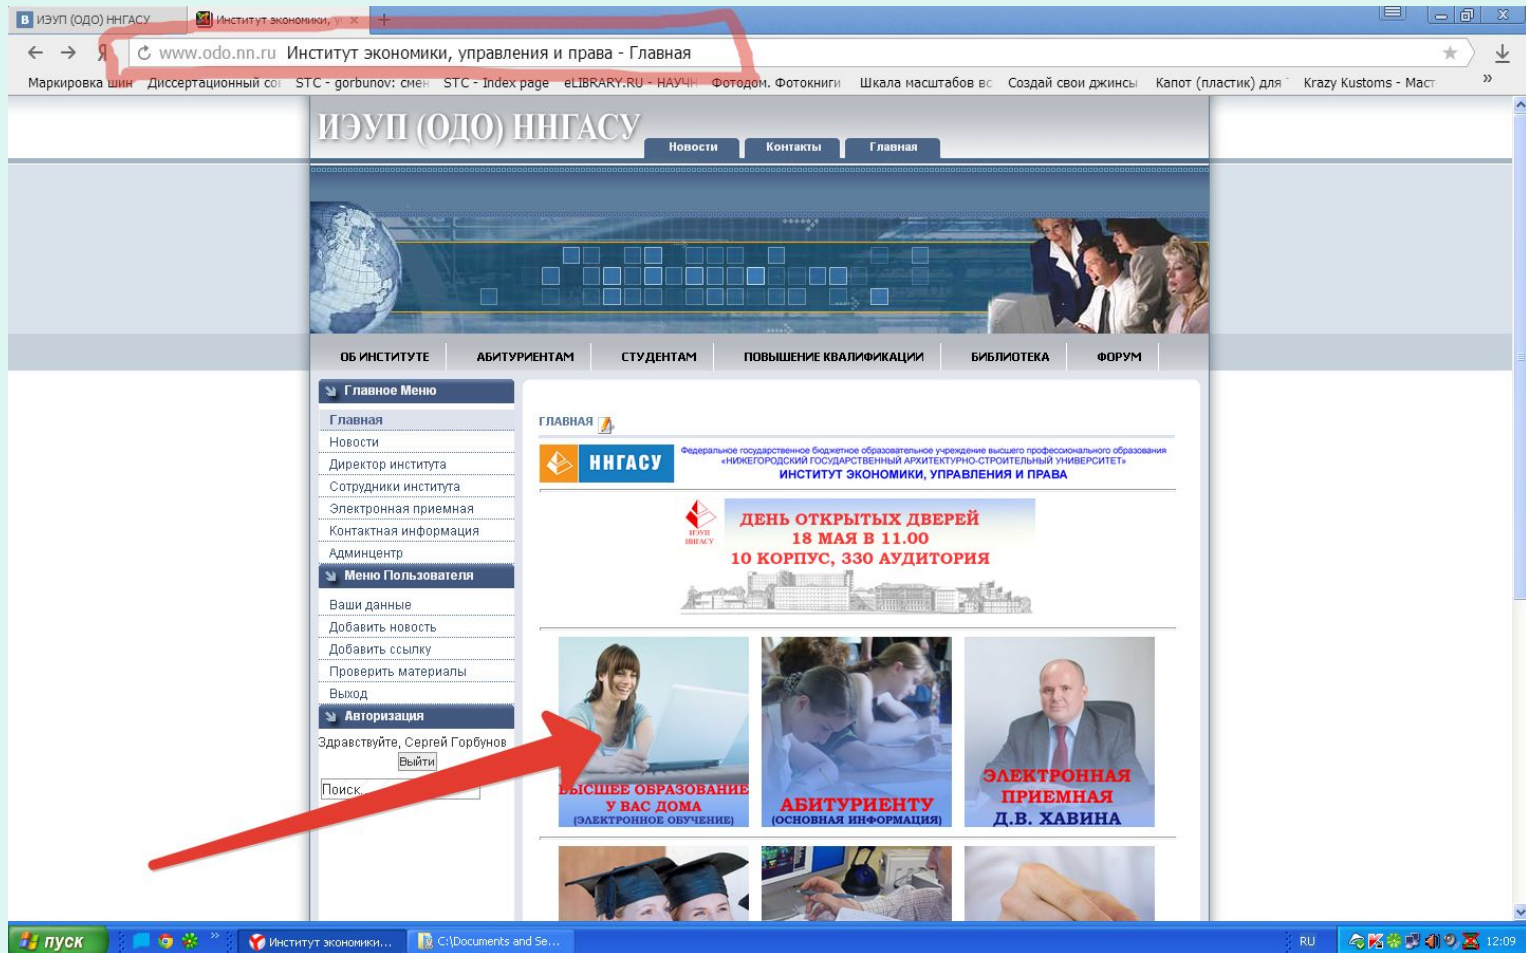 ИЭУП (ОДО) ННГАСУ
Институт экономики, у
Я
www.odo.nn.ru Институт экономики, управления и права - Главная
Маркировка шин Диссертационный со STC - gorbunov: смен STC - Index page eLIBRARY.RU - НАУЧН Фотодом. Фотокниги Шкала масштабов вс Создай свои джинсы Капот (пластик) для Krazy Kustoms - Маст
ИЭУП (ОДО) ННГАСУ
Новости Контакты Главная
ОБ ИНСТИТУТЕ АБИТУРИЕНТАМ СТУДЕНТАМ ПОВЫШЕНИЕ КВАЛИФИКАЦИИ БИБЛИОТЕКА ФОРУМ
Главное Меню
Главная
Новости
Директор института
Сотрудники института
Электронная приемная
Контактная информация
Админцентр
Меню Пользователя
Ваши данные
Добавить новость
Добавить ссылку
Проверить материалы
Выход
Авторизация
Здравствуйте, Сергей Горбунов
Выйти
Поиск.
ГЛАВНАЯ
ННГАСУ
Федеральное государственное бюджетное образовательное учреждение высшего профессионального образования
«НИЖЕГОРОДСКИЙ ГОСУДАРСТВЕННЫЙ АРХИТЕКТУРНО-СТРОИТЕЛЬНЫЙ УНИВЕРСИТЕТ»
ИНСТИТУТ ЭКОНОМИКИ, УПРАВЛЕНИЯ И ПРАВА
ИЭУП
ННГАСУ
ДЕНЬ ОТКРЫТЫХ ДВЕРЕЙ
18 МАЯ В 11.00
10 КОРПУС, 330 АУДИТОРИЯ
ВЫСШЕЕ ОБРАЗОВАНИЕ
У ВАС ДОМА
(ЭЛЕКТРОННОЕ ОБУЧЕНИЕ)
АБИТУРИЕНТУ
(ОСНОВНАЯ ИНФОРМАЦИЯ)
ЭЛЕКТРОННАЯ
ПРИЕМНАЯ
Д.В. ХАВИНА
пуск
Институт экономики...
C:\Documents and Se...
RU
12:09